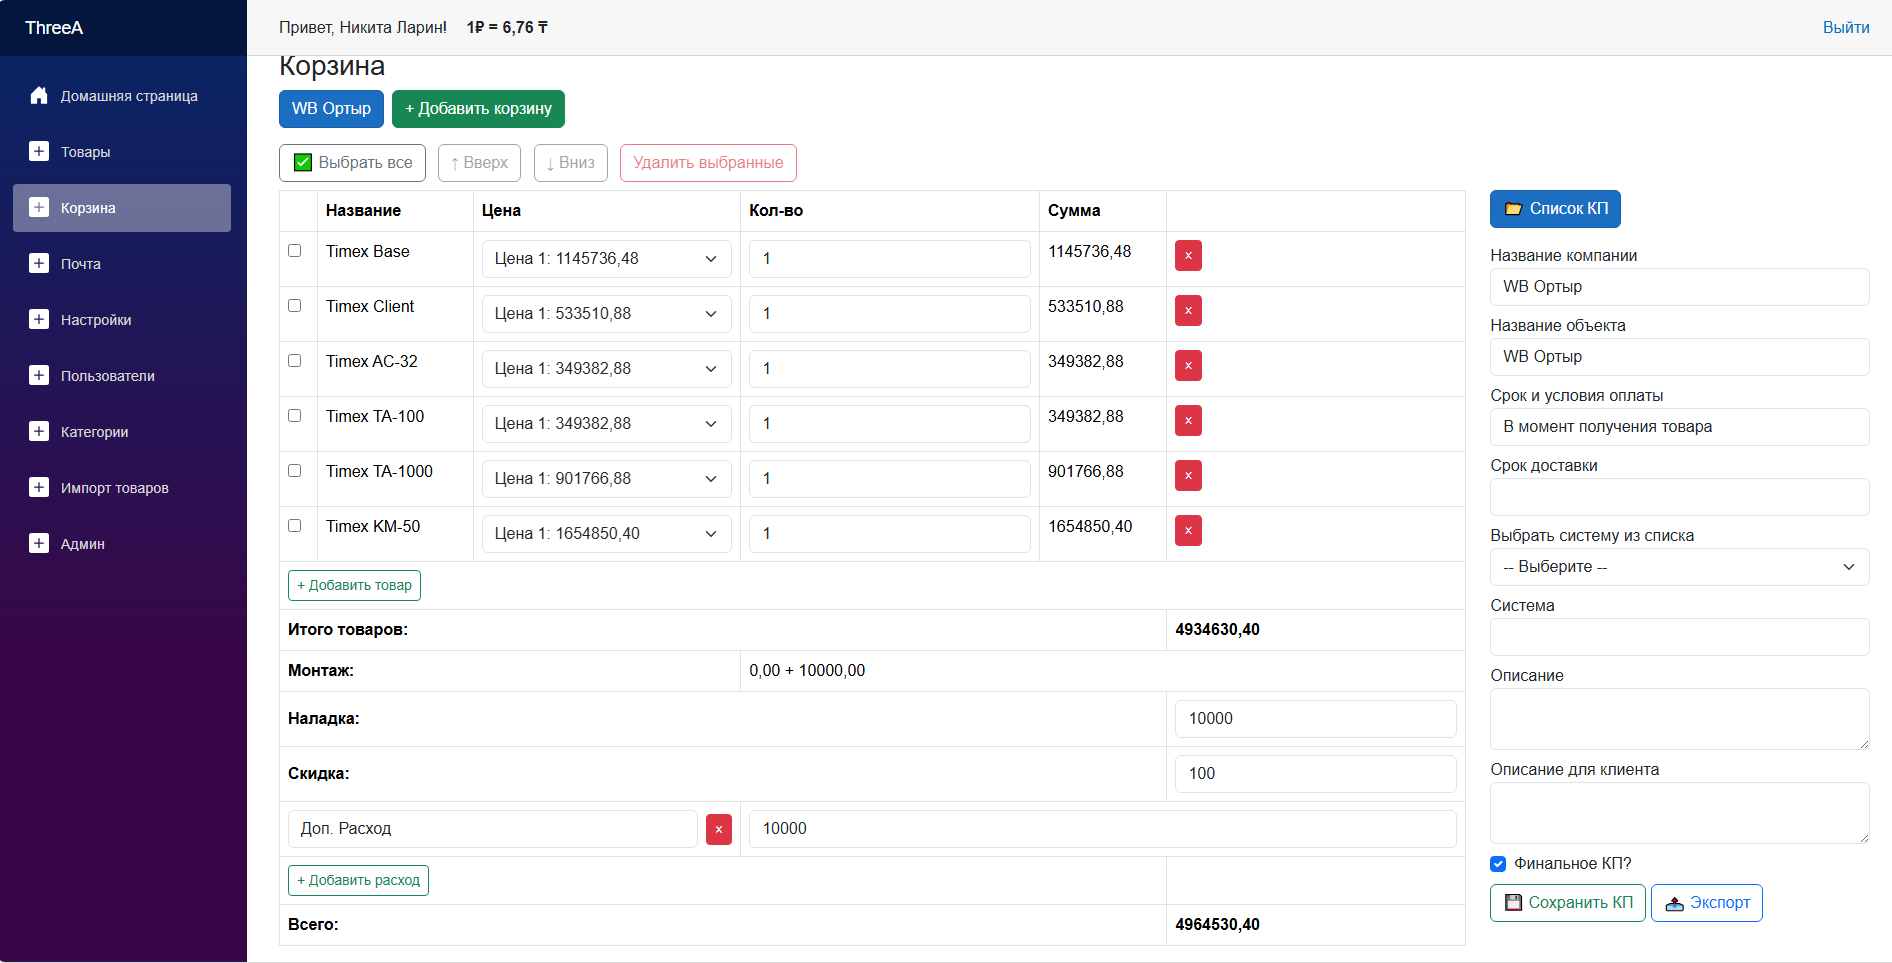 ThreeA
Привет, Никита Ларин! 1₽ = 6,76 ₸
Выйти
Домашняя страница
Товары
Корзина
Почта
Настройки
Пользователи
Категории
Импорт товаров
Админ
Корзина
WB Ортыр
+ Добавить корзину
Выбрать все
↑ Вверх
↓ Вниз
Удалить выбранные
Название Цена Кол-во Сумма
Timex Base Цена 1: 1145736,48 1 1145736,48 x
Timex Client Цена 1: 533510,88 1 533510,88 x
Timex AC-32 Цена 1: 349382,88 1 349382,88 x
Timex TA-100 Цена 1: 349382,88 1 349382,88 x
Timex TA-1000 Цена 1: 901766,88 1 901766,88 x
Timex KM-50 Цена 1: 1654850,40 1 1654850,40 x
+ Добавить товар
Итого товаров: 4934630,40
Монтаж: 0,00 + 10000,00
Наладка: 10000
Скидка: 100
Доп. Расход x 10000
+ Добавить расход
Всего: 4964530,40
Список КП
Название компании
WB Ортыр
Название объекта
WB Ортыр
Срок и условия оплаты
В момент получения товара
Срок доставки
Выбрать систему из списка
-- Выберите --
Система
Описание
Описание для клиента
Финальное КП?
Сохранить КП
Экспорт